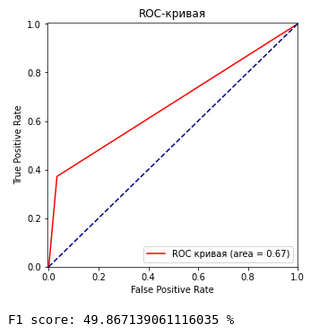 ROC-кривая
1.0
0.8
0.6
0.4
0.2
0.0
True Positive Rate
ROC кривая (area = 0.67)
0.0 0.2 0.4 0.6 0.8 1.0
False Positive Rate
F1 score: 49.867139061116035 %